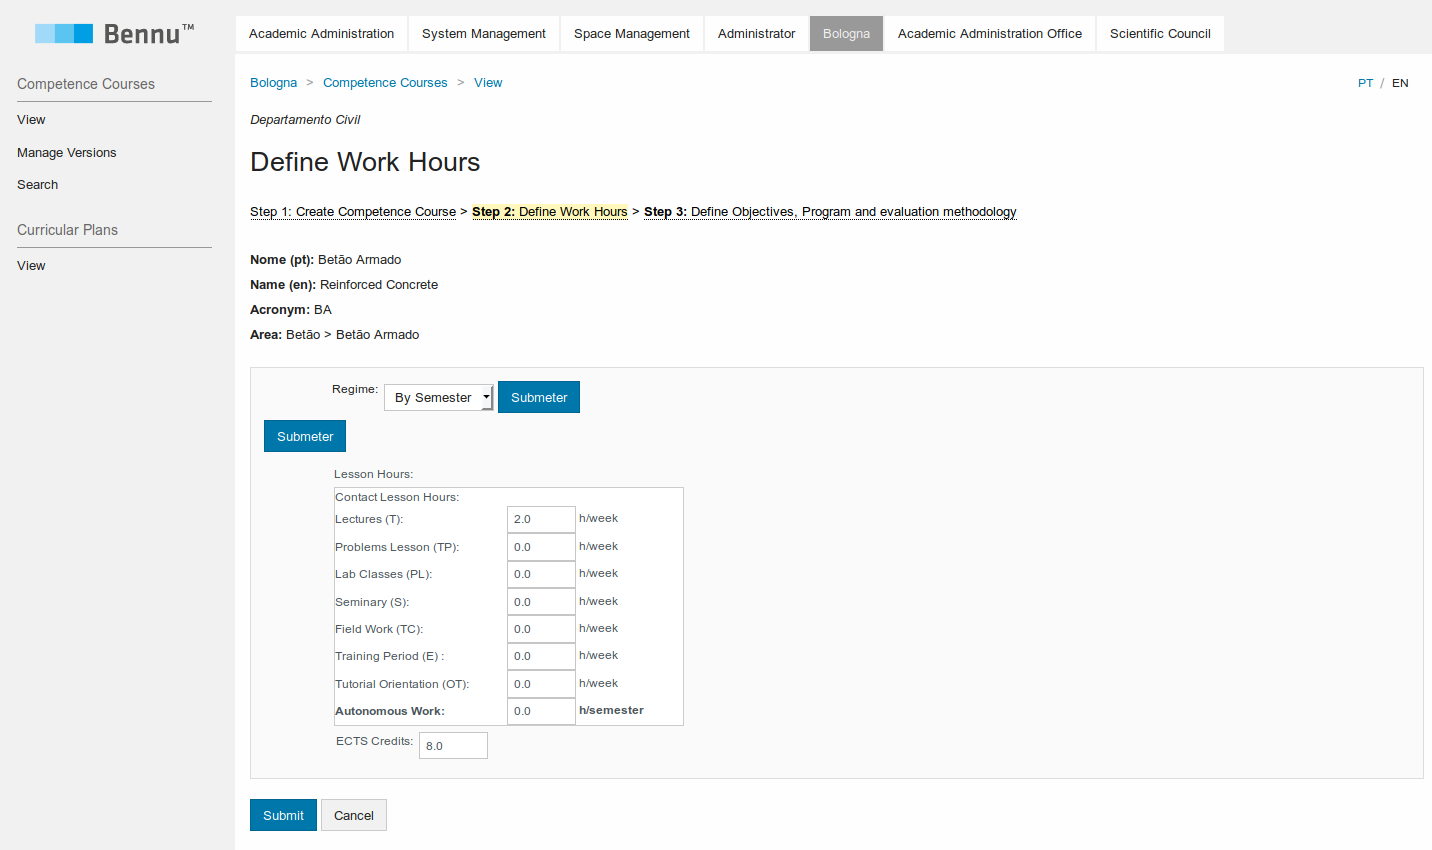 Bennu™
Academic Administration
System Management
Space Management
Administrator
Bologna
Academic Administration Office
Scientific Council
Competence Courses
View
Manage Versions
Search
Curricular Plans
View
Bologna > Competence Courses > View
PT / EN
Departamento Civil
Define Work Hours
Step 1: Create Competence Course > Step 2: Define Work Hours > Step 3: Define Objectives, Program and evaluation methodology
Nome (pt): Betão Armado
Name (en): Reinforced Concrete
Acronym: BA
Area: Betão > Betão Armado
Regime: By Semester Submeter
Submeter
Lesson Hours:
Contact Lesson Hours:
Lectures (T): 2.0 h/week
Problems Lesson (TP): 0.0 h/week
Lab Classes (PL): 0.0 h/week
Seminary (S): 0.0 h/week
Field Work (TC): 0.0 h/week
Training Period (E) : 0.0 h/week
Tutorial Orientation (OT): 0.0 h/week
Autonomous Work: 0.0 h/semester
ECTS Credits: 8.0
Submit Cancel